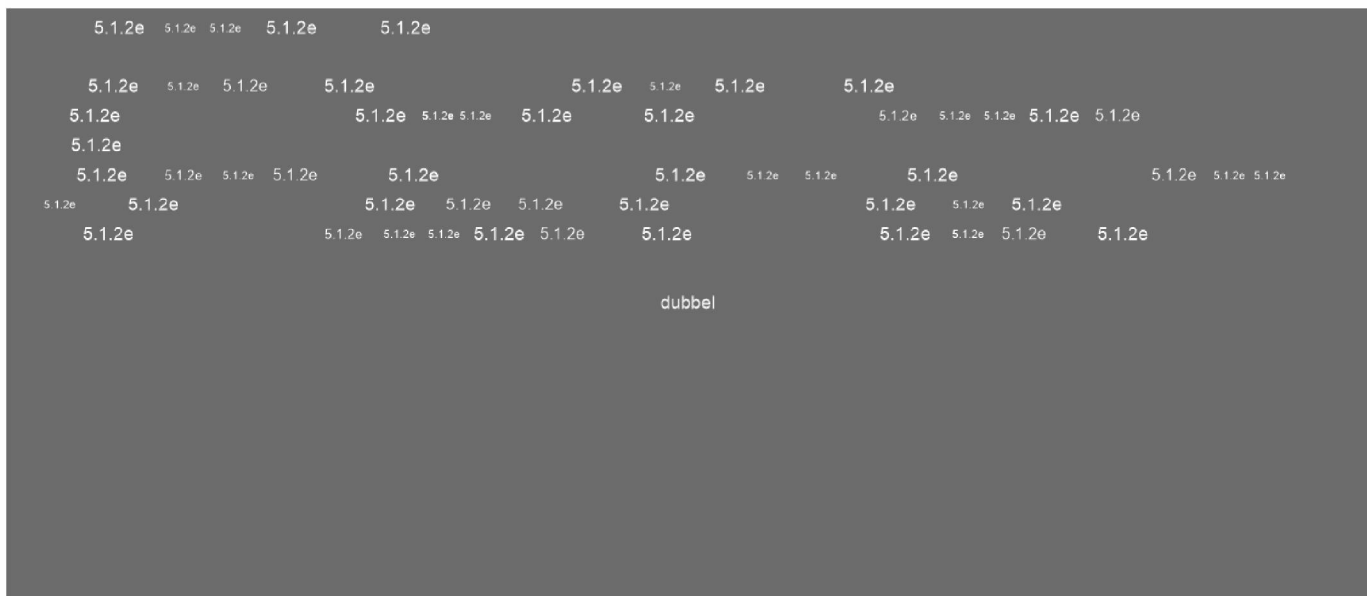 5.1.2e 5.1.2e 5.1.2e 5.1.2e 5.1.2e
5.1.2e 5.1.2e 5.1.2e 5.1.2e 5.1.2e 5.1.2e 5.1.2e 5.1.2e
5.1.2e 5.1.2e 5.1.2e 5.1.2e 5.1.2e 5.1.2e 5.1.2e 5.1.2e 5.1.2e 5.1.2e 5.1.2e
5.1.2e
5.1.2e 5.1.2e 5.1.2e 5.1.2e 5.1.2e 5.1.2e 5.1.2e 5.1.2e 5.1.2e 5.1.2e 5.1.2e 5.1.2e
5.1.2e 5.1.2e 5.1.2e 5.1.2e 5.1.2e 5.1.2e 5.1.2e 5.1.2e 5.1.2e
5.1.2e 5.1.2e 5.1.2e 5.1.2e 5.1.2e 5.1.2e 5.1.2e 5.1.2e 5.1.2e 5.1.2e 5.1.2e
dubbel